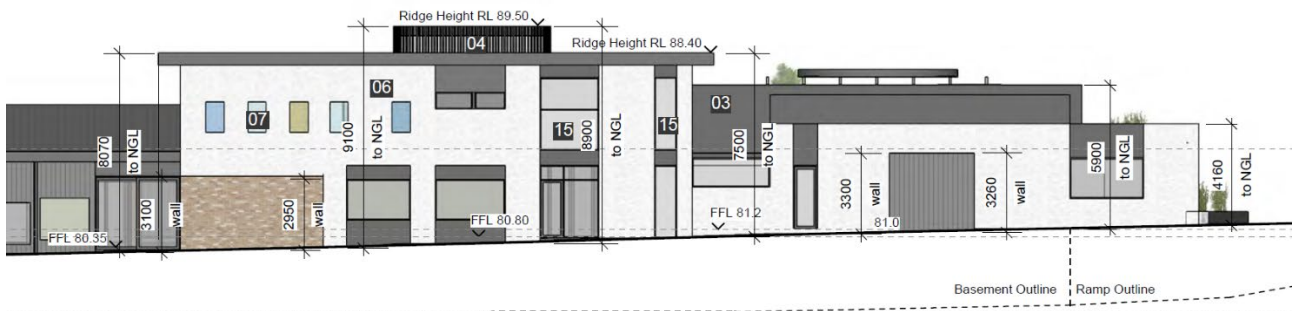 Ridge Height RL 89.50
04
Ridge Height RL 88.40
06
03
07
15
15
8070
to NGL
9100
to NGL
8900
to NGL
7500
to NGL
5900
to NGL
4160
to NGL
3100
wall
2950
wall
3300
wall
3260
wall
FFL 80.35
FFL 80.80
FFL 81.2
81.0
Basement Outline
Ramp Outline